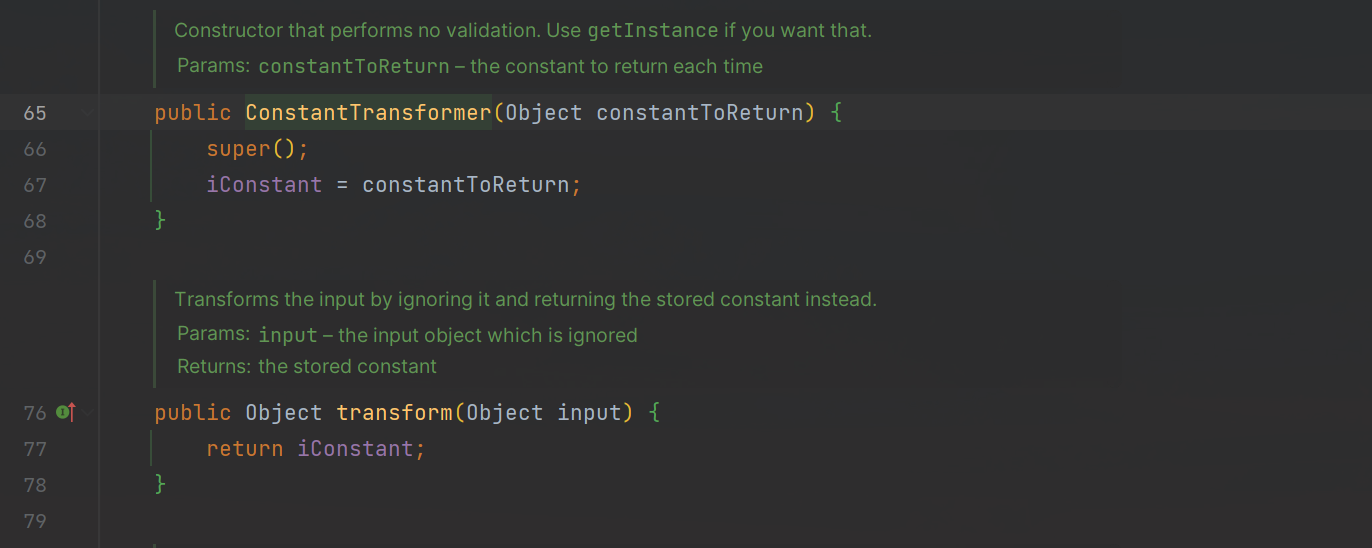 Constructor that performs no validation. Use getInstance if you want that.
Params: constantToReturn – the constant to return each time
65 public ConstantTransformer(Object constantToReturn) {
66 super();
67 iConstant = constantToReturn;
68 }
69
Transforms the input by ignoring it and returning the stored constant instead.
Params: input – the input object which is ignored
Returns: the stored constant
76 public Object transform(Object input) {
77 return iConstant;
78 }
79